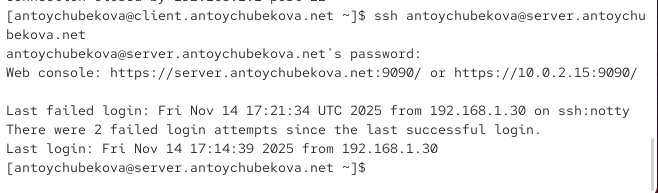 [antoychubekova@client.antoychubekova.net ~]$ ssh antoychubekova@server.antoychu
bekova.net
antoychubekova@server.antoychubekova.net's password:
Web console: https://server.antoychubekova.net:9090/ or https://10.0.2.15:9090/
Last failed login: Fri Nov 14 17:21:34 UTC 2025 from 192.168.1.30 on ssh:notty
There were 2 failed login attempts since the last successful login.
Last login: Fri Nov 14 17:14:39 2025 from 192.168.1.30
[antoychubekova@server.antoychubekova.net ~]$